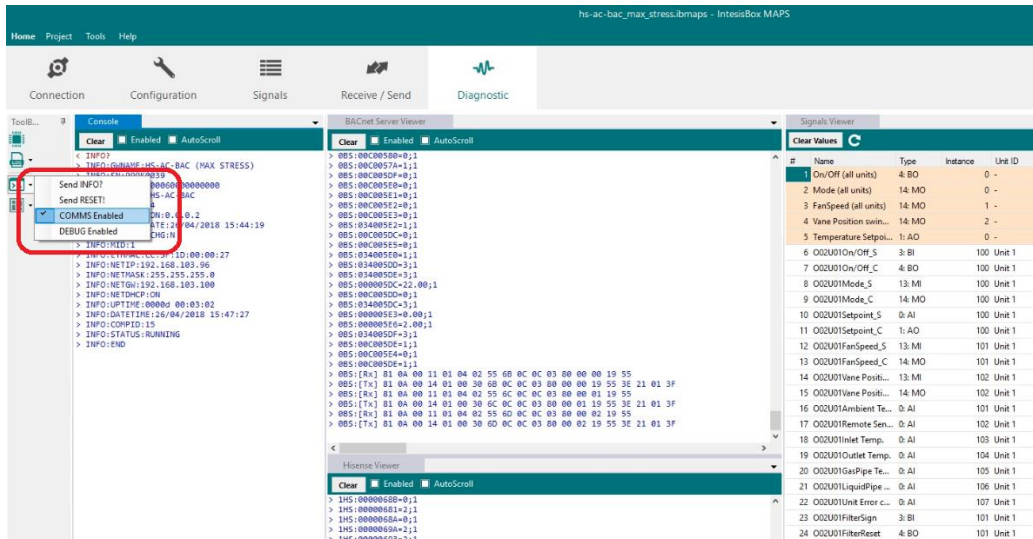 hs-ac-bac_max_stress.ibmaps - IntesisBox MAPS
Home Project Tools Help
Connection
Configuration
Signals
Receive / Send
Diagnostic
ToolB...
Console
Clear Enabled AutoScroll
< INFO?
> INFO:GWNAME:HS-AC-BAC (MAX STRESS)
Send INFO?
Send RESET!
COMMS Enabled
DEBUG Enabled
> INFO:MID:1
> INFO:NETIP:192.168.103.96
> INFO:NETMASK:255.255.255.0
> INFO:NETGW:192.168.103.100
> INFO:NETDHCP:ON
> INFO:UPTIME:0000d 00:03:02
> INFO:DATETIME:26/04/2018 15:47:27
> INFO:COMPID:15
> INFO:STATUS:RUNNING
> INFO:END
BACnet Server Viewer
Clear Enabled AutoScroll
> 0BS:00C00580=0;1
> 0BS:00C0057A=1;1
> 0BS:00C005DF=0;1
> 0BS:00C005E0=0;1
> 0BS:00C005E1=0;1
> 0BS:00C005E2=0;1
> 0BS:00C005E3=0;1
> 0BS:034005E2=1;1
> 0BS:00C005DC=0;1
> 0BS:00C005E5=0;1
> 0BS:034005E0=1;1
> 0BS:034005DD=3;1
> 0BS:034005DE=3;1
> 0BS:000005DC=22.00;1
> 0BS:00C005DD=0;1
> 0BS:034005DC=3;1
> 0BS:000005E3=0.00;1
> 0BS:000005E6=2.00;1
> 0BS:034005DF=3;1
> 0BS:00C005DE=1;1
> 0BS:00C005E4=0;1
> 0BS:00C005DE=1;1
> 0BS:[Rx] 81 0A 00 11 01 04 02 55 6B 0C 0C 03 80 00 00 19 55
> 0BS:[Tx] 81 0A 00 14 01 00 30 6B 0C 0C 03 80 00 00 19 55 3E 21 01 3F
> 0BS:[Rx] 81 0A 00 11 01 04 02 55 6C 0C 0C 03 80 00 01 19 55
> 0BS:[Tx] 81 0A 00 14 01 00 30 6C 0C 0C 03 80 00 01 19 55 3E 21 01 3F
> 0BS:[Rx] 81 0A 00 11 01 04 02 55 6D 0C 0C 03 80 00 02 19 55
> 0BS:[Tx] 81 0A 00 14 01 00 30 6D 0C 0C 03 80 00 02 19 55 3E 21 01 3F
Hisense Viewer
Clear Enabled AutoScroll
> 1HS:0000068B=0;1
> 1HS:00000681=2;1
> 1HS:0000068A=0;1
> 1HS:0000069A=2;1
Signals Viewer
Clear Values
# Name Type Instance Unit ID
1 On/Off (all units) 4: BO 0 -
2 Mode (all units) 14: MO 0 -
3 FanSpeed (all units) 14: MO 1 -
4 Vane Position swin... 14: MO 2 -
5 Temperature Setpoi... 1: AO 0 -
6 O02U01On/Off_S 3: BI 100 Unit 1
7 O02U01On/Off_C 4: BO 100 Unit 1
8 O02U01Mode_S 13: MI 100 Unit 1
9 O02U01Mode_C 14: MO 100 Unit 1
10 O02U01Setpoint_S 0: AI 100 Unit 1
11 O02U01Setpoint_C 1: AO 100 Unit 1
12 O02U01FanSpeed_S 13: MI 101 Unit 1
13 O02U01FanSpeed_C 14: MO 101 Unit 1
14 O02U01Vane Positi... 13: MI 102 Unit 1
15 O02U01Vane Positi... 14: MO 102 Unit 1
16 O02U01Ambient Te... 0: AI 101 Unit 1
17 O02U01Remote Sen... 0: AI 102 Unit 1
18 O02U01Inlet Temp. 0: AI 103 Unit 1
19 O02U01Outlet Temp. 0: AI 104 Unit 1
20 O02U01GasPipe Te... 0: AI 105 Unit 1
21 O02U01LiquidPipe ... 0: AI 106 Unit 1
22 O02U01Unit Error c... 0: AI 107 Unit 1
23 O02U01FilterSign 3: BI 101 Unit 1
24 O02U01FilterReset 4: BO 101 Unit 1